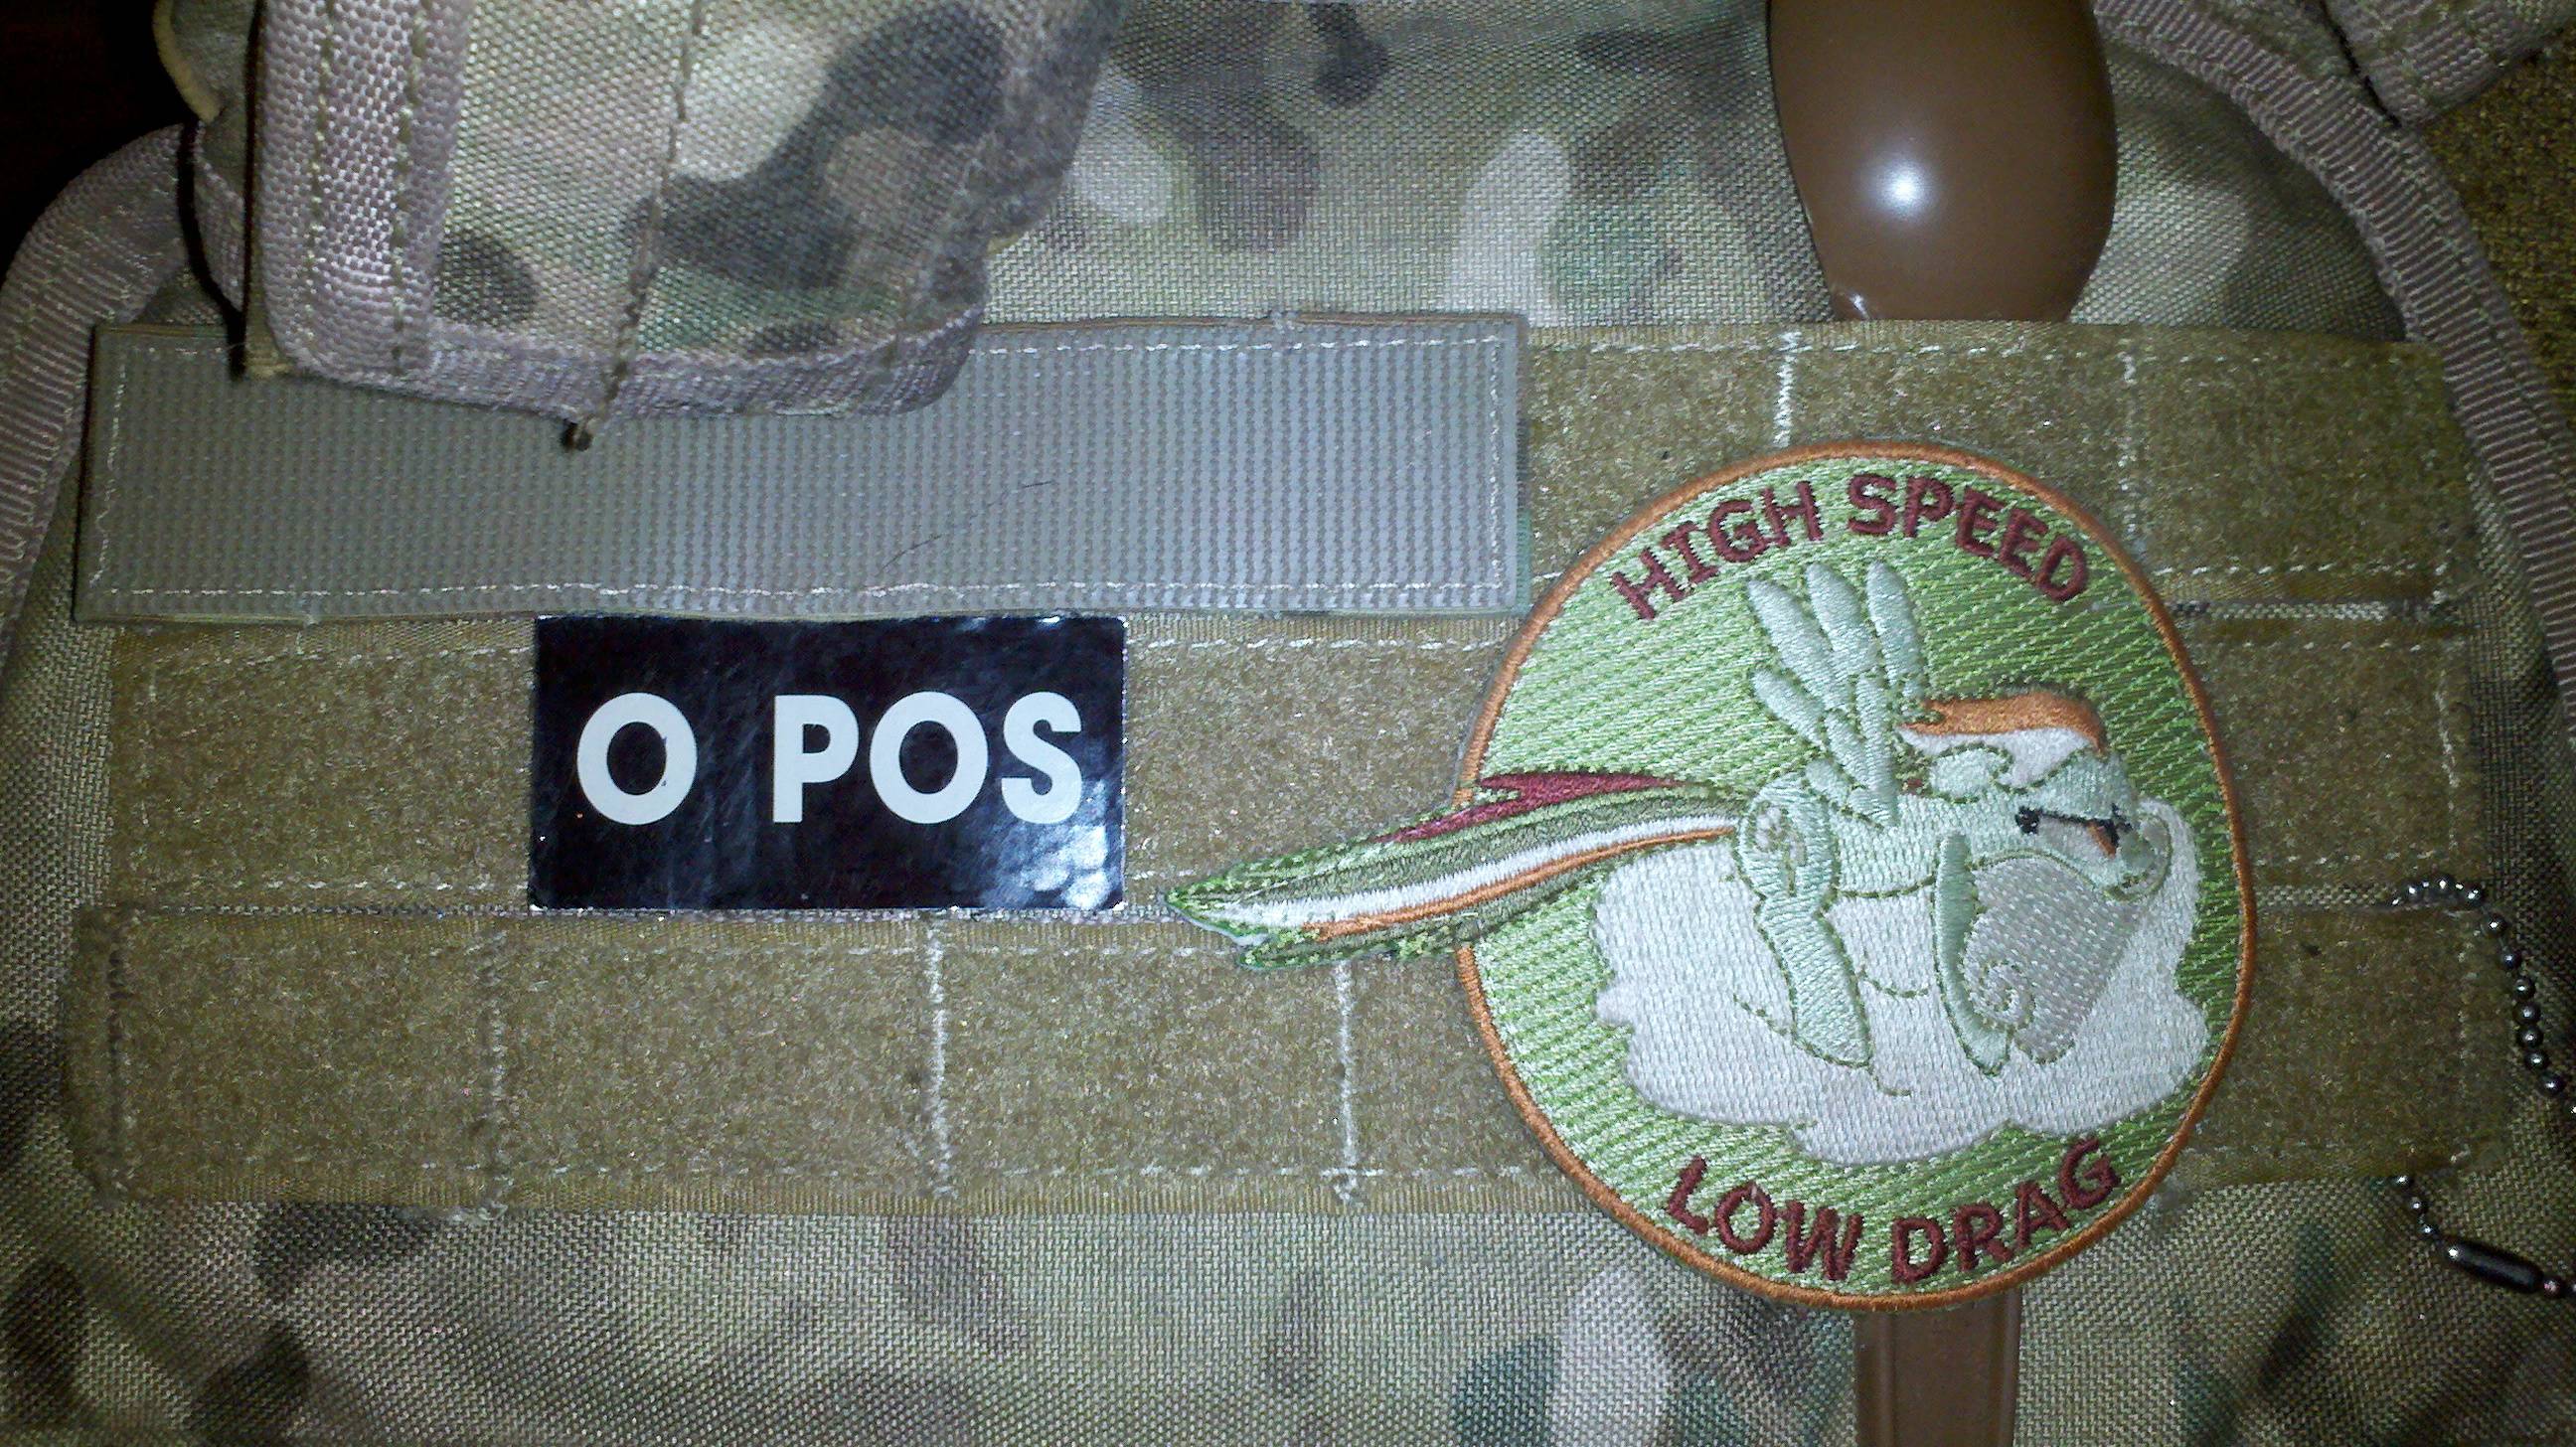 HIGH SPEED
O POS
LOW DRAG